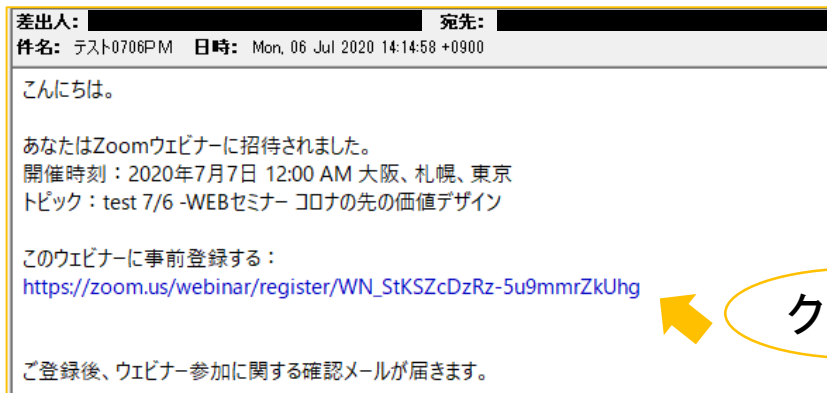 差出人: 宛先:
件名: テスト0706PM 日時: Mon, 06 Jul 2020 14:14:58 +0900
こんにちは。
あなたはZoomウェビナーに招待されました。
開催時刻：2020年7月7日 12:00 AM 大阪、札幌、東京
トピック：test 7/6 -WEBセミナー コロナの先の価値デザイン
このウェビナーに事前登録する：
https://zoom.us/webinar/register/WN_StKSZcDzRz-5u9mmrZkUhg
ク
ご登録後、ウェビナー参加に関する確認メールが届きます。